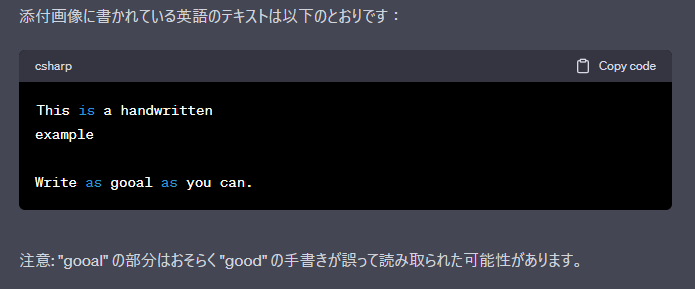 添付画像に書かれている英語のテキストは以下のとおりです：
csharp Copy code
This is a handwritten
example
Write as gooal as you can.
注意: "gooal" の部分はおそらく "good" の手書きが誤って読み取られた可能性があります。